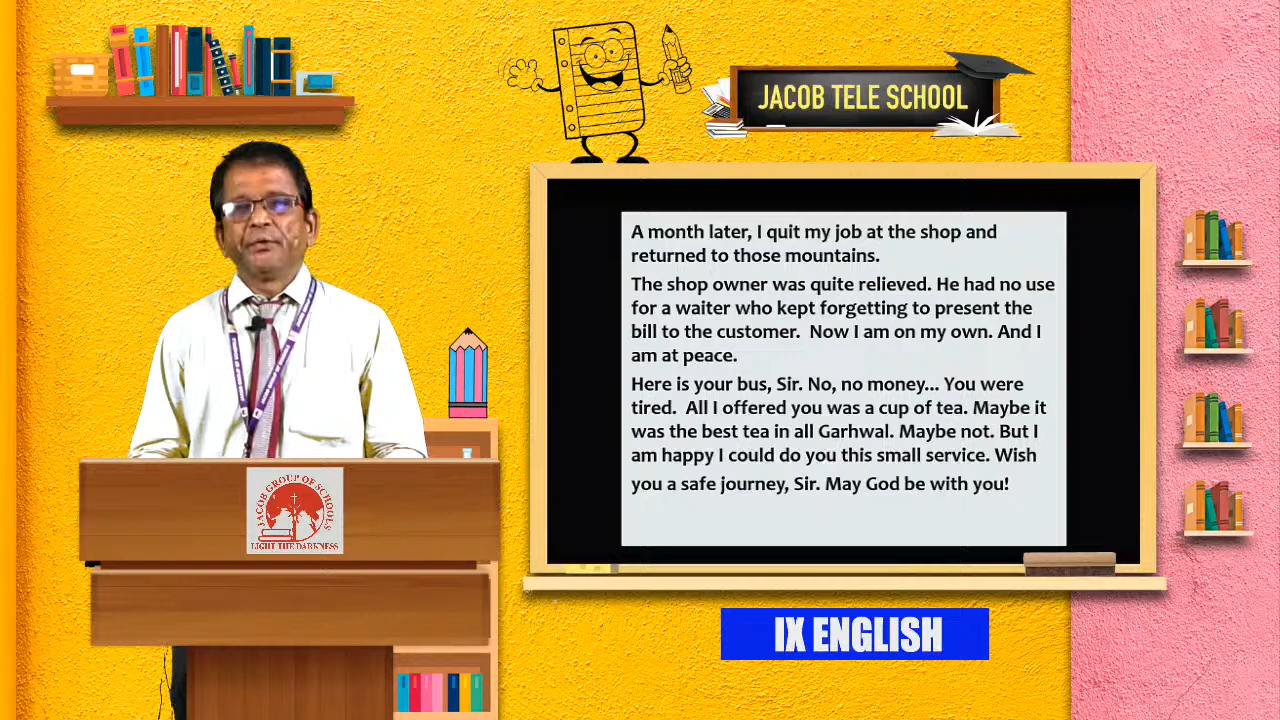 JACOB TELE SCHOOL
A month later, I quit my job at the shop and
returned to those mountains.
The shop owner was quite relieved. He had no use
for a waiter who kept forgetting to present the
bill to the customer. Now I am on my own. And I
am at peace.
Here is your bus, Sir. No, no money... You were
tired. All I offered you was a cup of tea. Maybe it
was the best tea in all Garhwal. Maybe not. But I
am happy I could do you this small service. Wish
you a safe journey, Sir. May God be with you!
JACOB GROUP OF SCHOOLS
LIGHT THE DARKNESS
IX ENGLISH